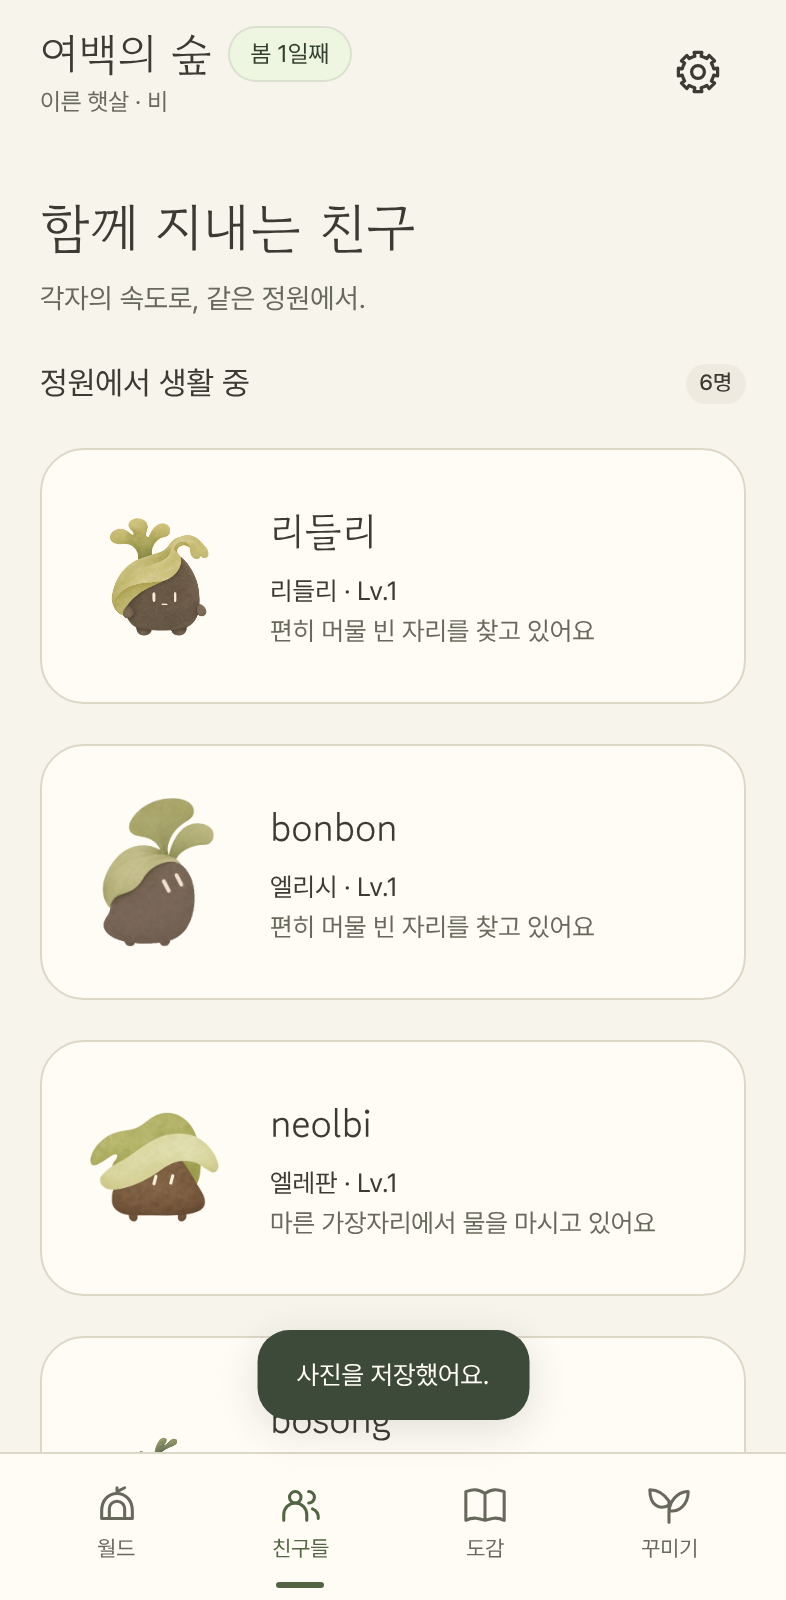 여백의 숲
봄 1일째
이른 햇살 · 비
함께 지내는 친구
각자의 속도로, 같은 정원에서.
정원에서 생활 중
6명
리들리
리들리 · Lv.1
편히 머물 빈 자리를 찾고 있어요
bonbon
엘리시 · Lv.1
편히 머물 빈 자리를 찾고 있어요
neolbi
엘레판 · Lv.1
마른 가장자리에서 물을 마시고 있어요
사진을 저장했어요.
bosong
월드
친구들
도감
꾸미기